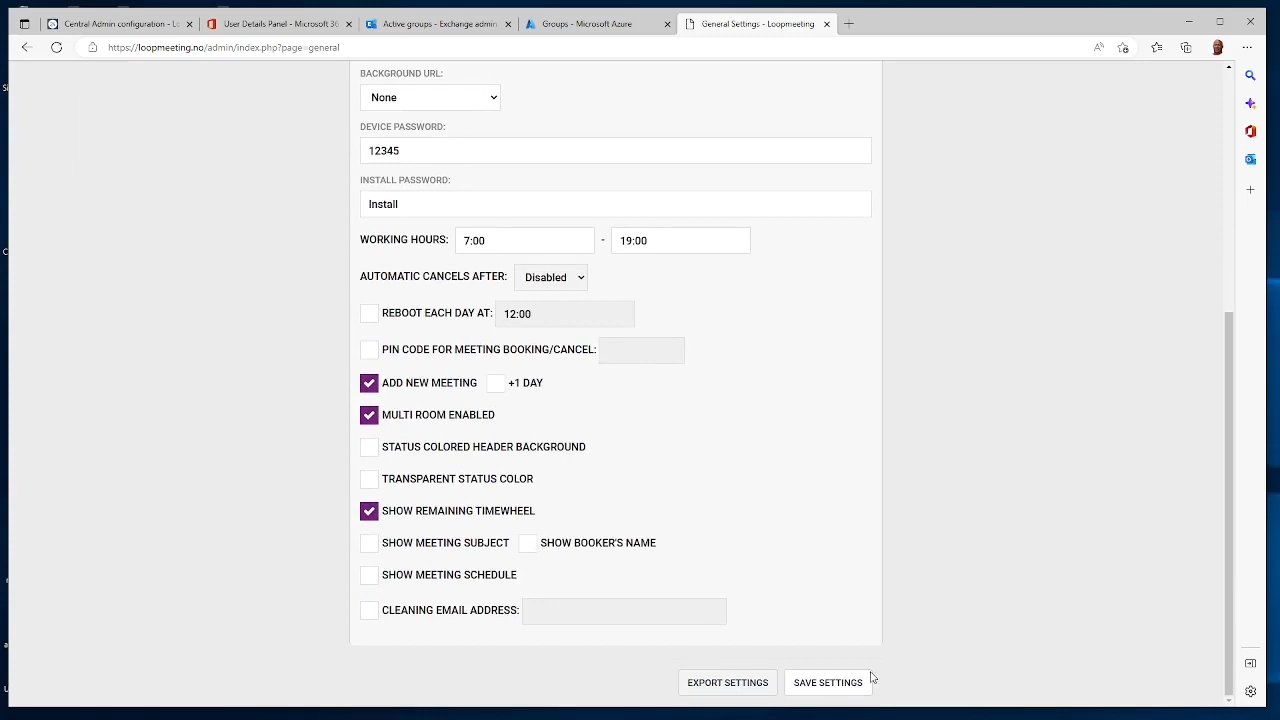 Central Admin configuration - Lo
User Details Panel - Microsoft 36
Active groups - Exchange admin
Groups - Microsoft Azure
General Settings - Loopmeeting
https://loopmeeting.no/admin/index.php?page=general
BACKGROUND URL:
None
DEVICE PASSWORD:
12345
INSTALL PASSWORD:
Install
WORKING HOURS: 7:00 - 19:00
AUTOMATIC CANCELS AFTER: Disabled
REBOOT EACH DAY AT: 12:00
PIN CODE FOR MEETING BOOKING/CANCEL:
ADD NEW MEETING +1 DAY
MULTI ROOM ENABLED
STATUS COLORED HEADER BACKGROUND
TRANSPARENT STATUS COLOR
SHOW REMAINING TIMEWHEEL
SHOW MEETING SUBJECT SHOW BOOKER'S NAME
SHOW MEETING SCHEDULE
CLEANING EMAIL ADDRESS:
EXPORT SETTINGS SAVE SETTINGS